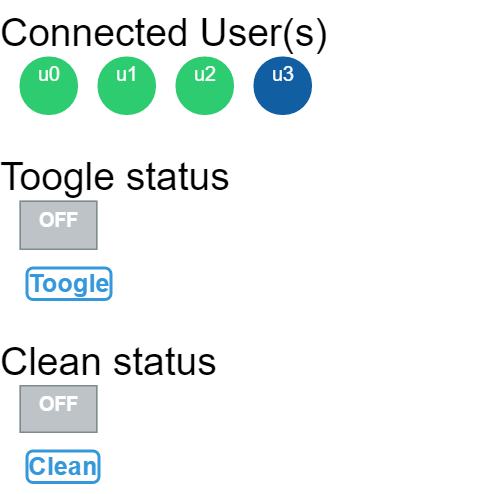 Connected User(s)
u0 u1 u2 u3
Toogle status
OFF
Toogle
Clean status
OFF
Clean